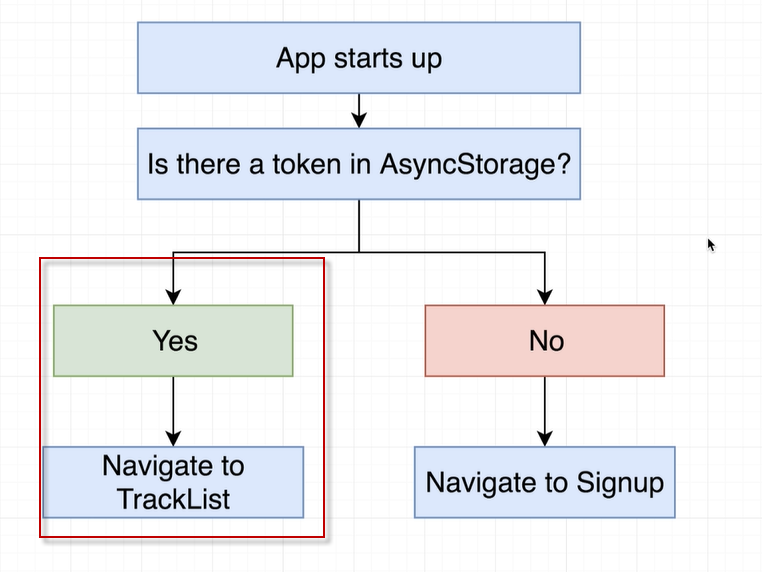 App starts up
Is there a token in AsyncStorage?
Yes
No
Navigate to
TrackList
Navigate to Signup